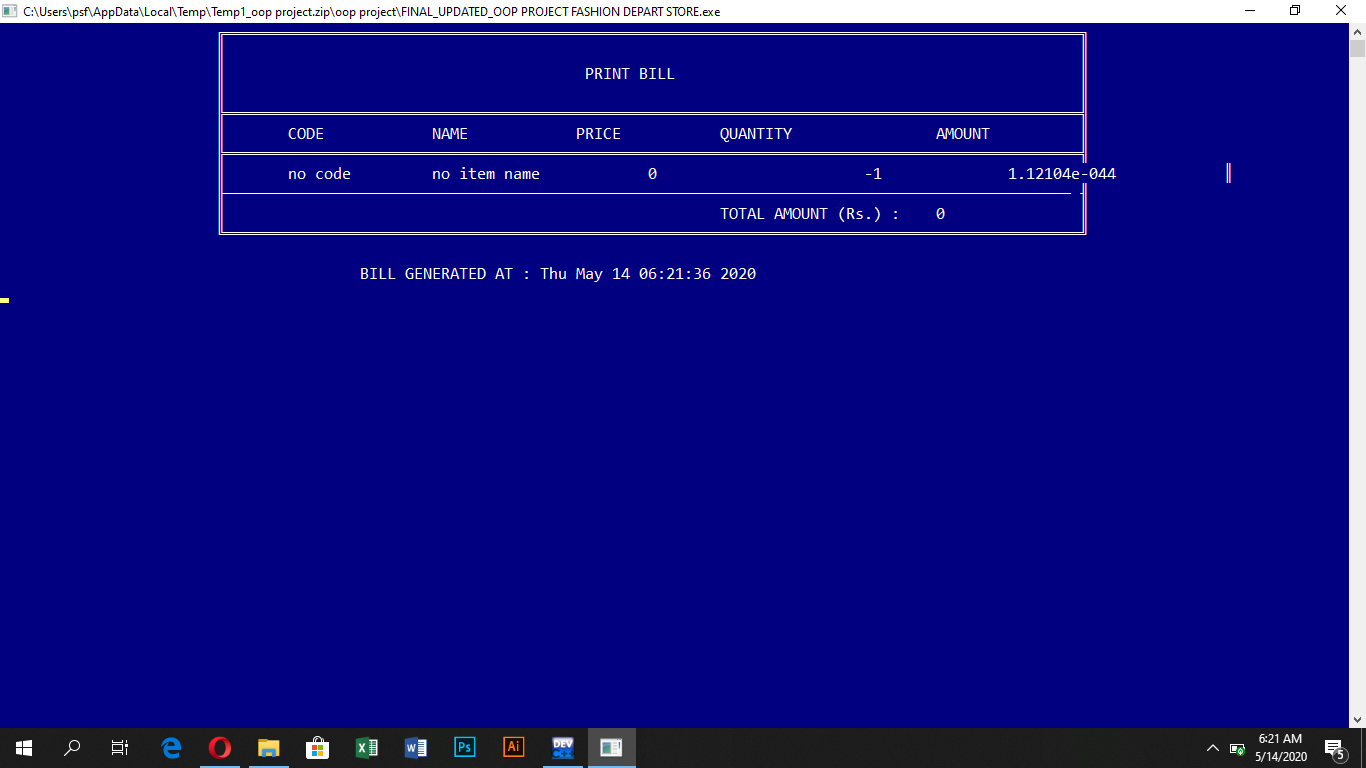 C:\Users\psf\AppData\Local\Temp\Temp1_oop project.zip\oop project\FINAL_UPDATED_OOP PROJECT FASHION DEPART STORE.exe
PRINT BILL
CODE NAME PRICE QUANTITY AMOUNT
no code no item name 0 -1 1.12104e-044
TOTAL AMOUNT (Rs.) : 0
BILL GENERATED AT : Thu May 14 06:21:36 2020
DEV
Ps
Ai
6:21 AM
5/14/2020
5